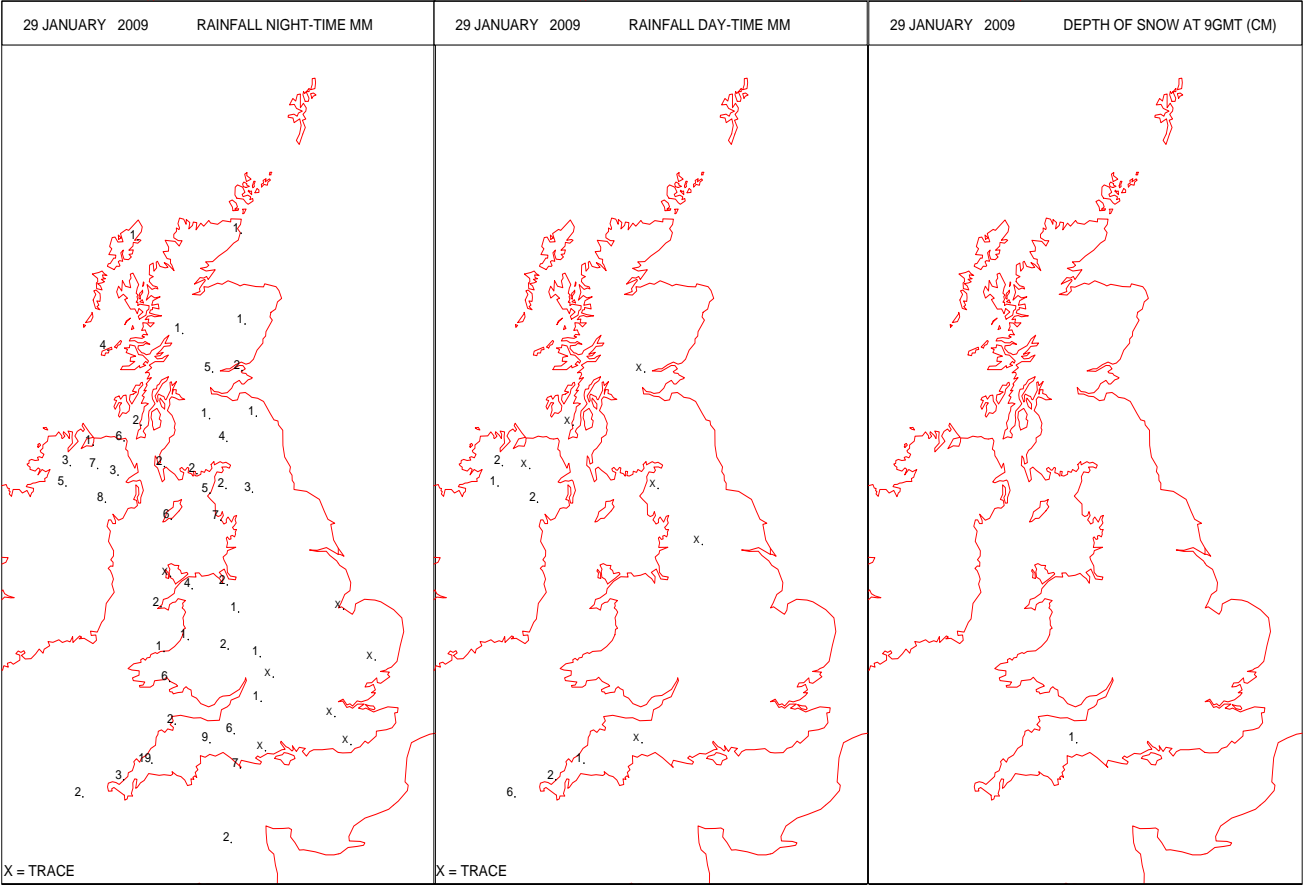 29 JANUARY 2009 RAINFALL NIGHT-TIME MM
1. 1.
1. 1.
4.
5. 2.
2. 1. 1.
1. 6. 4.
3. 7. 3. 2. 2.
5. 5. 2. 3.
8.
6. 7.
x.
4. 2.
2. 1. x.
1. 1. 2. 1. x.
6. x.
1.
2. x.
9. 6. x. x.
19. 7.
3.
2.
2.
X = TRACE
29 JANUARY 2009 RAINFALL DAY-TIME MM
x.
x.
2. x.
1. x.
2.
x.
x.
1.
2.
6.
X = TRACE
29 JANUARY 2009 DEPTH OF SNOW AT 9GMT (CM)
1.